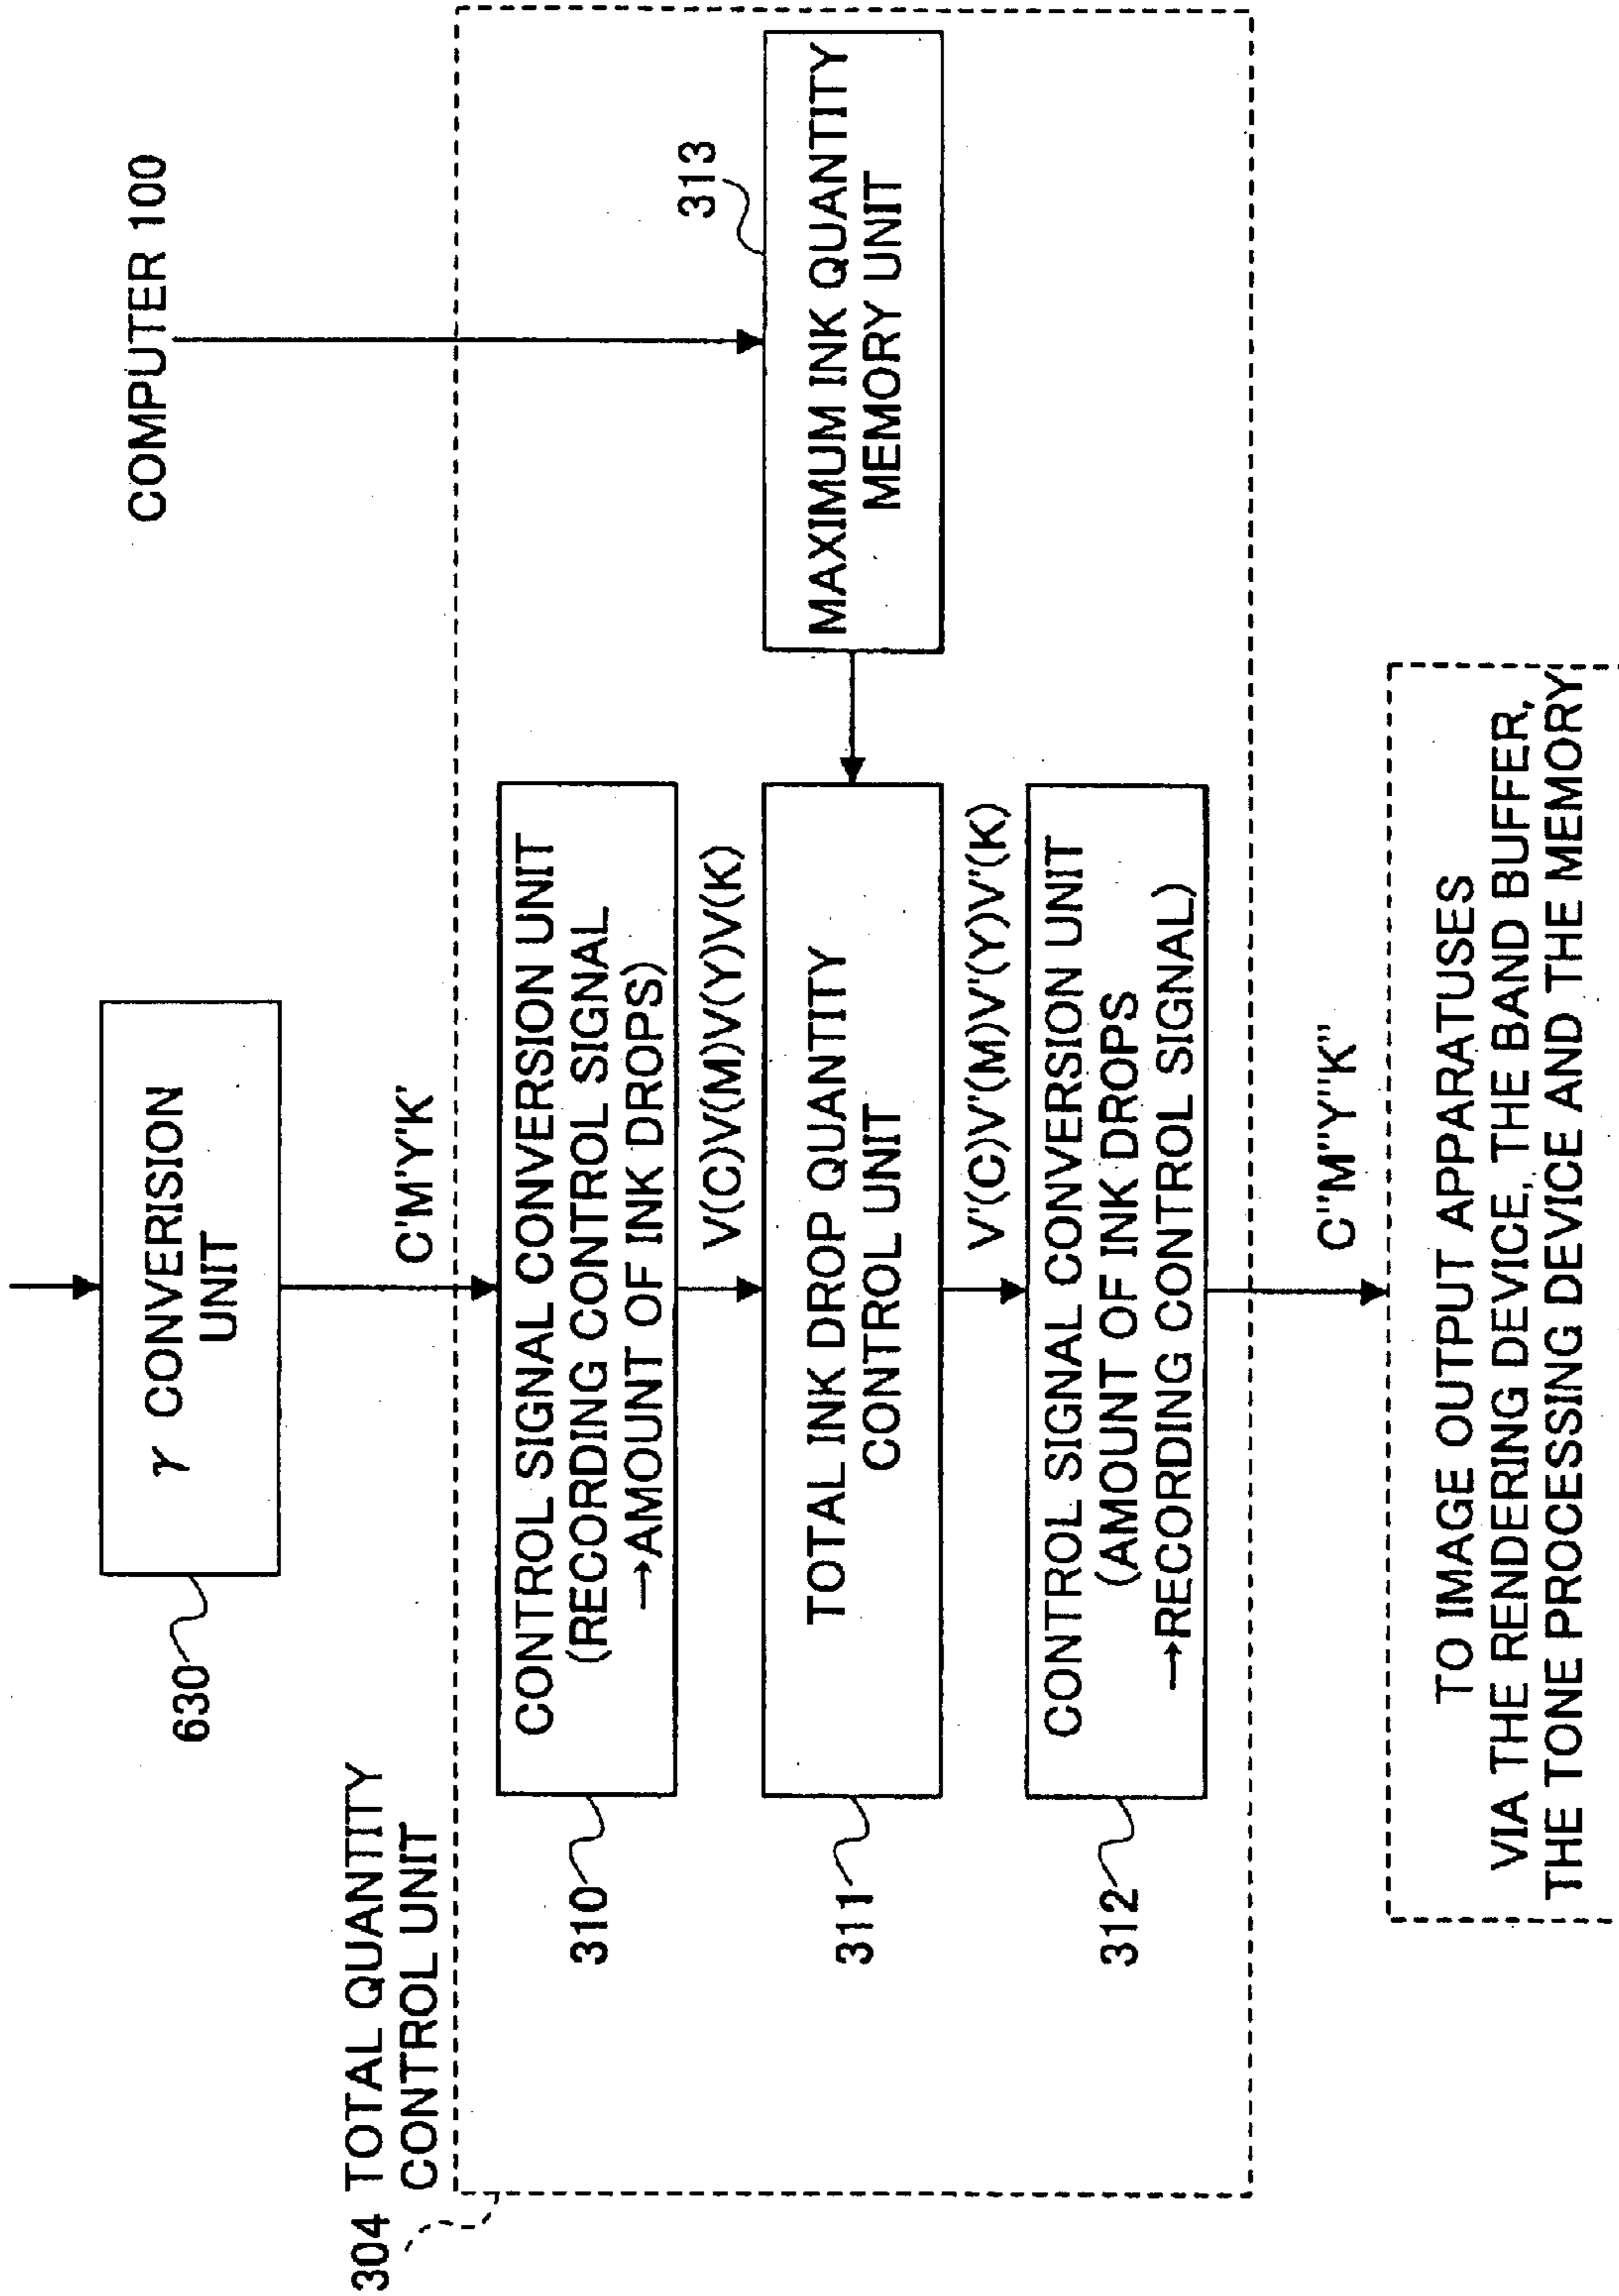 COMPUTER 100
γ CONVERISION
UNIT
630
C'M'Y'K'
304 TOTAL QUANTITY
CONTROL UNIT
CONTROL SIGNAL CONVERSION UNIT
(RECORDING CONTROL SIGNAL
→AMOUNT OF INK DROPS)
310
V(C)V(M)V(Y)V(K)
313
MAXIMUM INK QUANTITY
MEMORY UNIT
TOTAL INK DROP QUANTITY
CONTROL UNIT
311
V'(C)V'(M)V'(Y)V'(K)
CONTROL SIGNAL CONVERSION UNIT
(AMOUNT OF INK DROPS
→RECORDING CONTROL SIGNAL)
312
C"M"Y"K"
TO IMAGE OUTPUT APPARATUSES
VIA THE RENDERING DEVICE, THE BAND BUFFER,
THE TONE PROCESSING DEVICE AND THE MEMORY